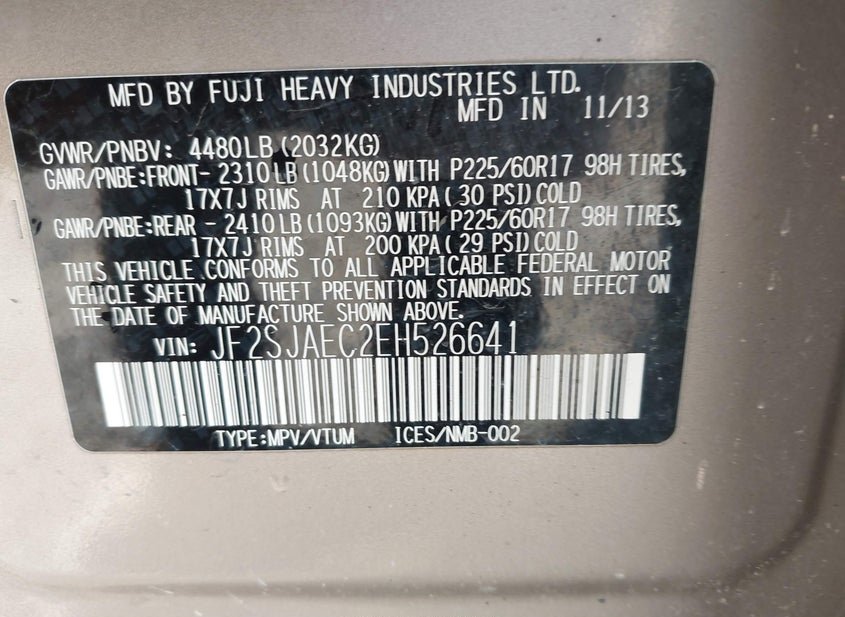 MFD BY FUJI HEAVY INDUSTRIES LTD.
MFD IN 11/13
GVWR/PNBV: 4480LB(2032KG)
GAWR/PNBE:FRONT- 2310LB(1048KG)WITH P225/60R17 98H TIRES,
17X7J RIMS AT 210 KPA( 30 PSI)COLD
GAWR/PNBE:REAR - 2410LB(1093KG)WITH P225/60R17 98H TIRES,
17X7J RIMS AT 200 KPA( 29 PSI)COLD
THIS VEHICLE CONFORMS TO ALL APPLICABLE FEDERAL MOTOR
VEHICLE SAFETY AND THEFT PREVENTION STANDARDS IN EFFECT ON
THE DATE OF MANUFACTURE SHOWN ABOVE.
VIN: JF2SJAEC2EH526641
TYPE:MPV/VTUM ICES/NMB-002